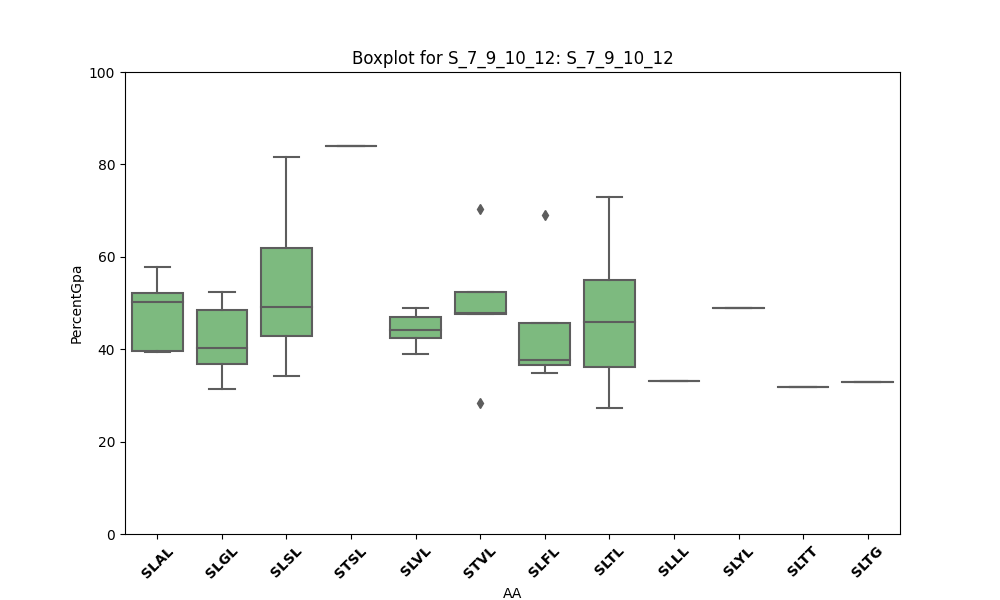 Boxplot for S_7_9_10_12: S_7_9_10_12
100
80
60
40
20
0
PercentGpa
SLAL SLGL SLSL STSL SLVL STVL SLFL SLTL SLLL SLYL SLTT SLTG
AA